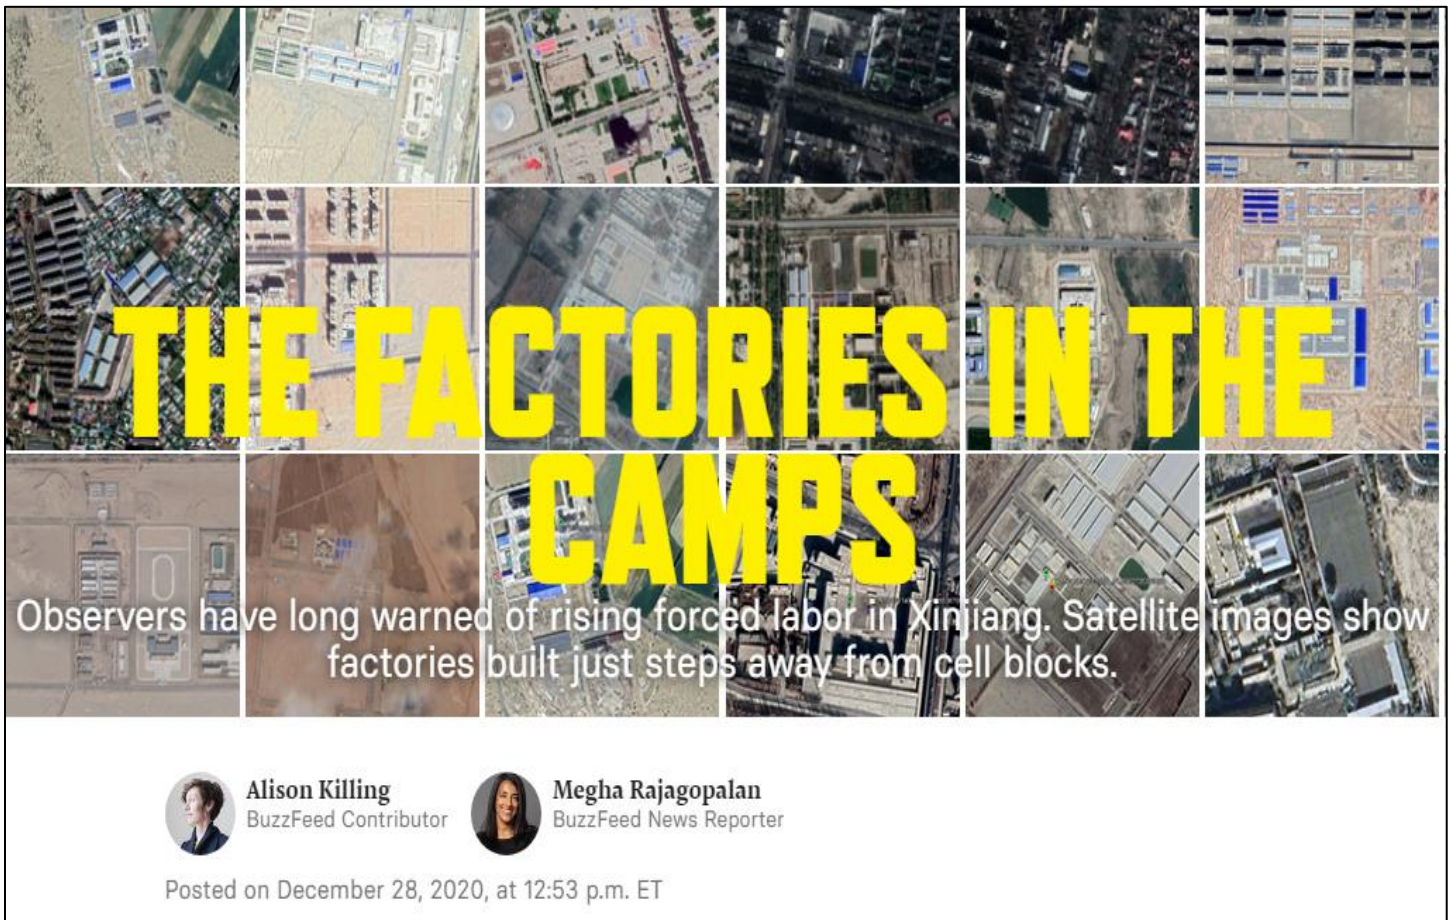 THE FACTORIES IN THE
CAMPS
Observers have long warned of rising forced labor in Xinjiang. Satellite images show
factories built just steps away from cell blocks.
Alison Killing
BuzzFeed Contributor
Megha Rajagopalan
BuzzFeed News Reporter
Posted on December 28, 2020, at 12:53 p.m. ET